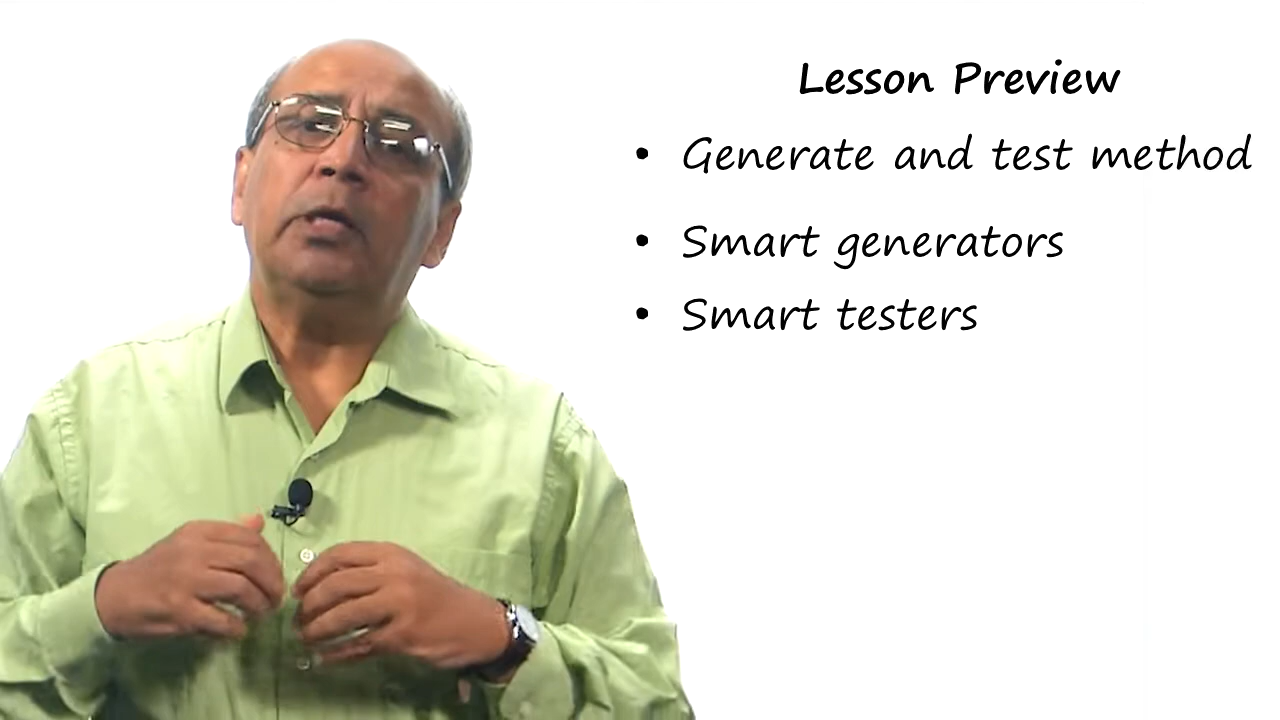 Lesson Preview
• Generate and test method
• Smart generators
• Smart testers